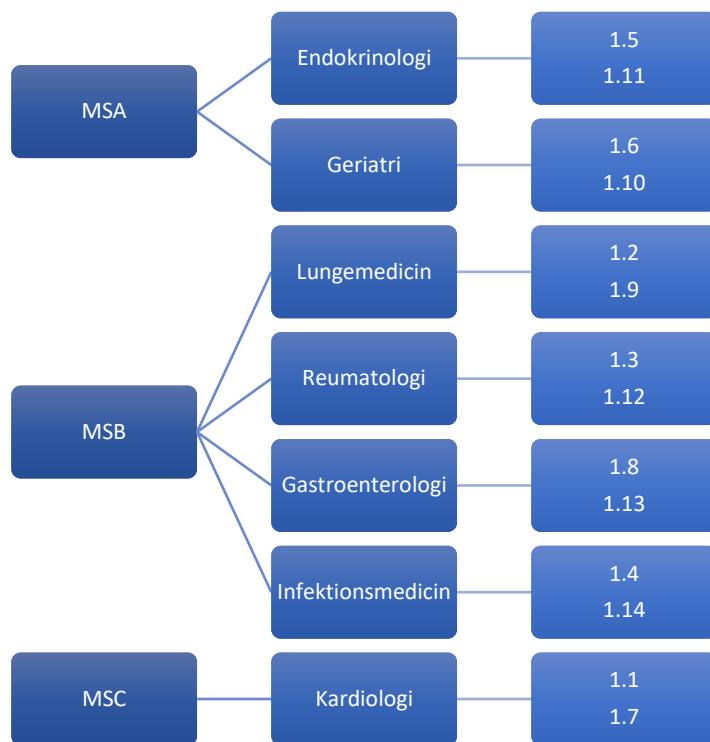 MSA
Endokrinologi
1.5
1.11
Geriatri
1.6
1.10
MSB
Lungemedicin
1.2
1.9
Reumatologi
1.3
1.12
Gastroenterologi
1.8
1.13
Infektionsmedicin
1.4
1.14
MSC
Kardiologi
1.1
1.7